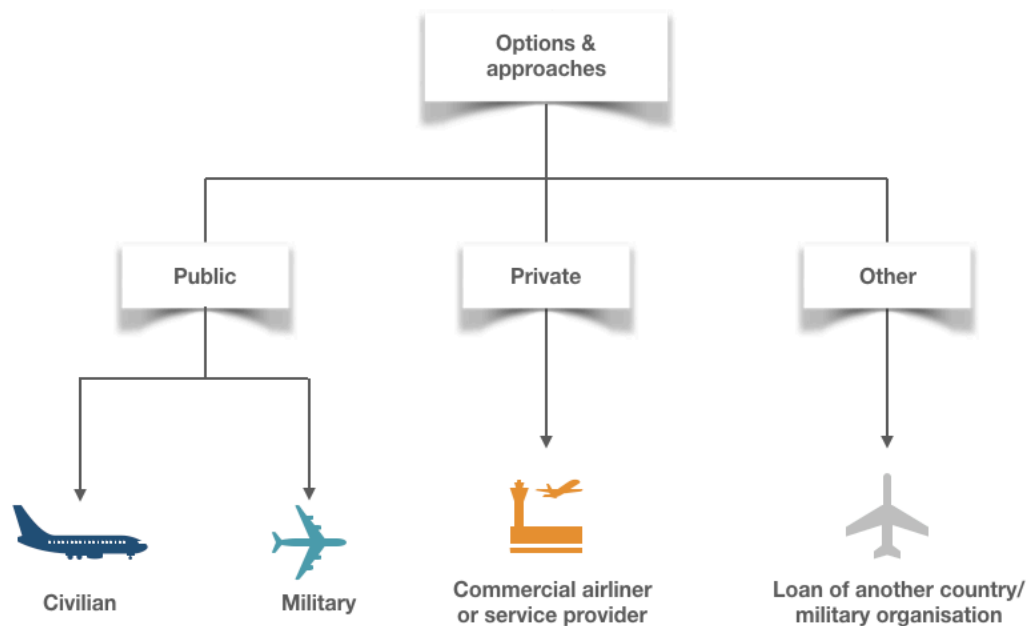 Options &
approaches
Public
Private
Other
Civilian
Military
Commercial airliner
or service provider
Loan of another country/
military organisation